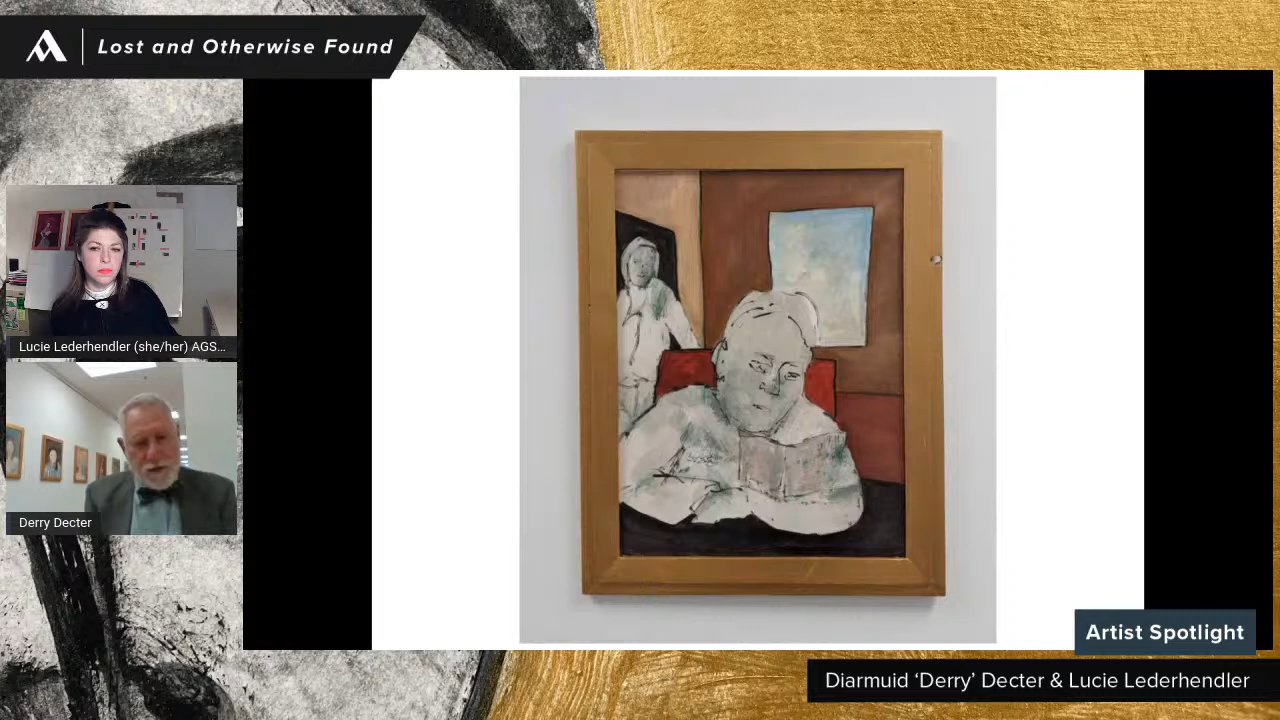 Lost and Otherwise Found
Lucie Lederhendler (she/her) AGS...
Derry Decter
Artist Spotlight
Diarmuid ‘Derry’ Decter & Lucie Lederhendler